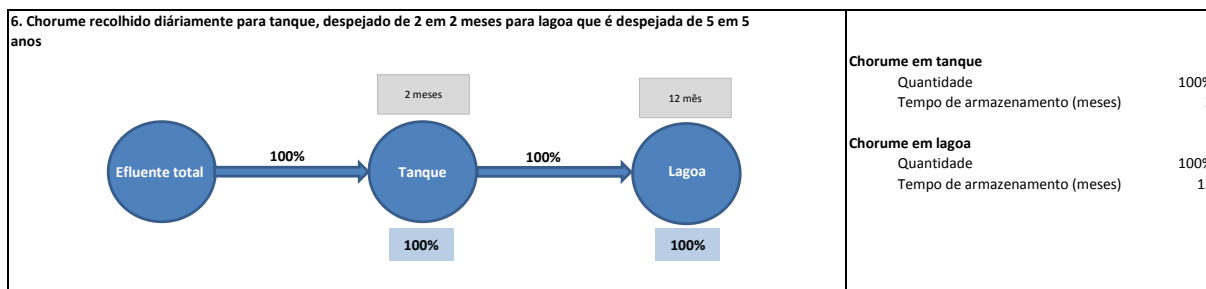 6. Chorume recolhido diáriamente para tanque, despejado de 2 em 2 meses para lagoa que é despejada de 5 em 5
anos
2 meses
12 mês
Efluente total
100%
Tanque
100%
Lagoa
100%
100%
Chorume em tanque
Quantidade 100%
Tempo de armazenamento (meses)
Chorume em lagoa
Quantidade 100%
Tempo de armazenamento (meses)